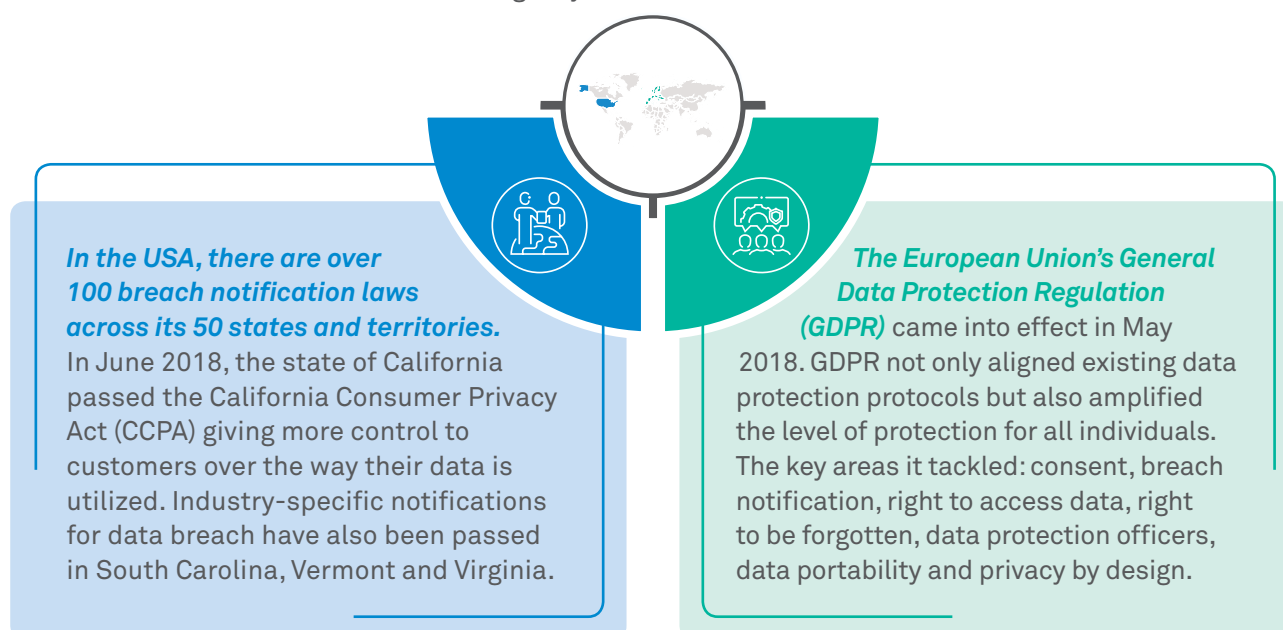 In the USA, there are over
100 breach notification laws
across its 50 states and territories.
In June 2018, the state of California
passed the California Consumer Privacy
Act (CCPA) giving more control to
customers over the way their data is
utilized. Industry-specific notifications
for data breach have also been passed
in South Carolina, Vermont and Virginia.
The European Union’s General
Data Protection Regulation
(GDPR) came into effect in May
2018. GDPR not only aligned existing data
protection protocols but also amplified
the level of protection for all individuals.
The key areas it tackled: consent, breach
notification, right to access data, right
to be forgotten, data protection officers,
data portability and privacy by design.